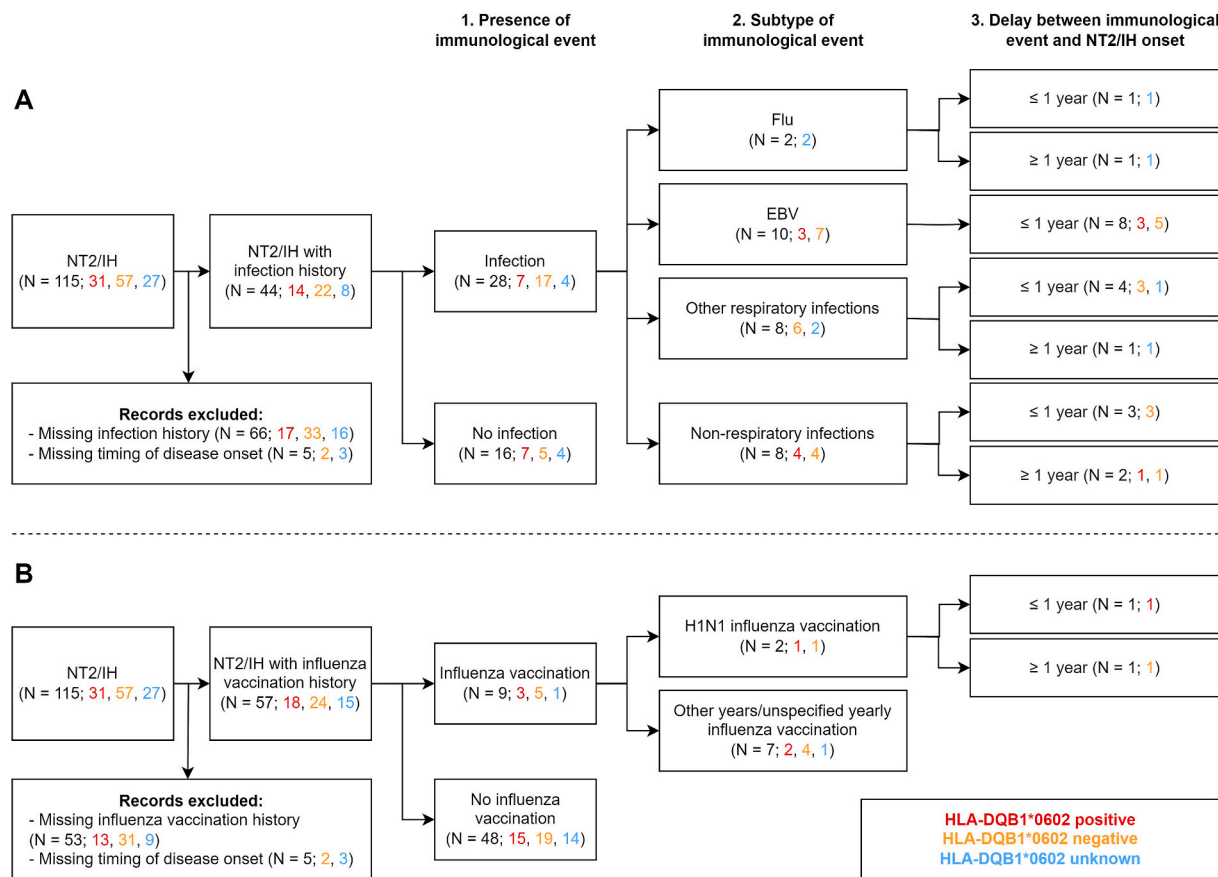 1. Presence of
immunological event
2. Subtype of
immunological event
3. Delay between immunological
event and NT2/IH onset
A
NT2/IH
(N = 115; 31, 57, 27)
NT2/IH with
infection history
(N = 44; 14, 22, 8)
Records excluded:
- Missing infection history (N = 66; 17, 33, 16)
- Missing timing of disease onset (N = 5; 2, 3)
Infection
(N = 28; 7, 17, 4)
No infection
(N = 16; 7, 5, 4)
Flu
(N = 2; 2)
EBV
(N = 10; 3, 7)
Other respiratory infections
(N = 8; 6, 2)
Non-respiratory infections
(N = 8; 4, 4)
≤ 1 year (N = 1; 1)
≥ 1 year (N = 1; 1)
≤ 1 year (N = 8; 3, 5)
≤ 1 year (N = 4; 3, 1)
≥ 1 year (N = 1; 1)
≤ 1 year (N = 3; 3)
≥ 1 year (N = 2; 1, 1)
B
NT2/IH
(N = 115; 31, 57, 27)
NT2/IH with influenza
vaccination history
(N = 57; 18, 24, 15)
Records excluded:
- Missing influenza vaccination history
(N = 53; 13, 31, 9)
- Missing timing of disease onset (N = 5; 2, 3)
Influenza vaccination
(N = 9; 3, 5, 1)
No influenza
vaccination
(N = 48; 15, 19, 14)
H1N1 influenza vaccination
(N = 2; 1, 1)
Other years/unspecified yearly
influenza vaccination
(N = 7; 2, 4, 1)
≤ 1 year (N = 1; 1)
≥ 1 year (N = 1; 1)
HLA-DQB1*0602 positive
HLA-DQB1*0602 negative
HLA-DQB1*0602 unknown